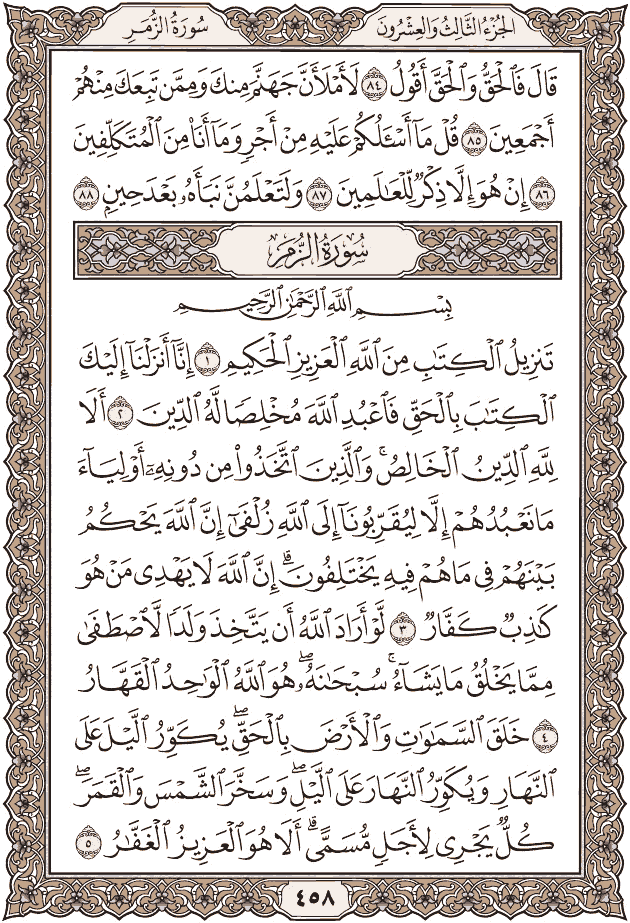 الجزء الثالث والعشرون
سورة الزمر
قَالَ فَٱلْحَقُّ وَٱلْحَقَّ أَقُولُ ٨٤ لَأَمْلَأَنَّ جَهَنَّمَ مِنكَ وَمِمَّن تَبِعَكَ مِنْهُمْ
أَجْمَعِينَ ٨٥ قُلْ مَآ أَسْـَٔلُكُمْ عَلَيْهِ مِنْ أَجْرٍ وَمَآ أَنَا۠ مِنَ ٱلْمُتَكَلِّفِينَ
٨٦ إِنْ هُوَ إِلَّا ذِكْرٌ لِّلْعَـٰلَمِينَ ٨٧ وَلَتَعْلَمُنَّ نَبَأَهُۥ بَعْدَ حِينٍۭ ٨٨
سُورَةُ الزُّمَر
بِسْمِ ٱللَّهِ ٱلرَّحْمَـٰنِ ٱلرَّحِيمِ
تَنزِيلُ ٱلْكِتَـٰبِ مِنَ ٱللَّهِ ٱلْعَزِيزِ ٱلْحَكِيمِ ١ إِنَّآ أَنزَلْنَآ إِلَيْكَ
ٱلْكِتَـٰبَ بِٱلْحَقِّ فَٱعْبُدِ ٱللَّهَ مُخْلِصًا لَّهُ ٱلدِّينَ ٢ أَلَا
لِلَّهِ ٱلدِّينُ ٱلْخَالِصُ ۚ وَٱلَّذِينَ ٱتَّخَذُوا۟ مِن دُونِهِۦٓ أَوْلِيَآءَ
مَا نَعْبُدُهُمْ إِلَّا لِيُقَرِّبُونَآ إِلَى ٱللَّهِ زُلْفَىٰٓ إِنَّ ٱللَّهَ يَحْكُمُ
بَيْنَهُمْ فِى مَا هُمْ فِيهِ يَخْتَلِفُونَ ۗ إِنَّ ٱللَّهَ لَا يَهْدِى مَنْ هُوَ
كَـٰذِبٌ كَفَّارٌ ٣ لَّوْ أَرَادَ ٱللَّهُ أَن يَتَّخِذَ وَلَدًا لَّٱصْطَفَىٰ
مِمَّا يَخْلُقُ مَا يَشَآءُ ۚ سُبْحَـٰنَهُۥ ۖ هُوَ ٱللَّهُ ٱلْوَٰحِدُ ٱلْقَهَّارُ
٤ خَلَقَ ٱلسَّمَـٰوَٰتِ وَٱلْأَرْضَ بِٱلْحَقِّ ۖ يُكَوِّرُ ٱلَّيْلَ عَلَى
ٱلنَّهَارِ وَيُكَوِّرُ ٱلنَّهَارَ عَلَى ٱلَّيْلِ ۖ وَسَخَّرَ ٱلشَّمْسَ وَٱلْقَمَرَ ۖ
كُلٌّ يَجْرِى لِأَجَلٍ مُّسَمًّى ۗ أَلَا هُوَ ٱلْعَزِيزُ ٱلْغَفَّـٰرُ ٥
٤٥٨